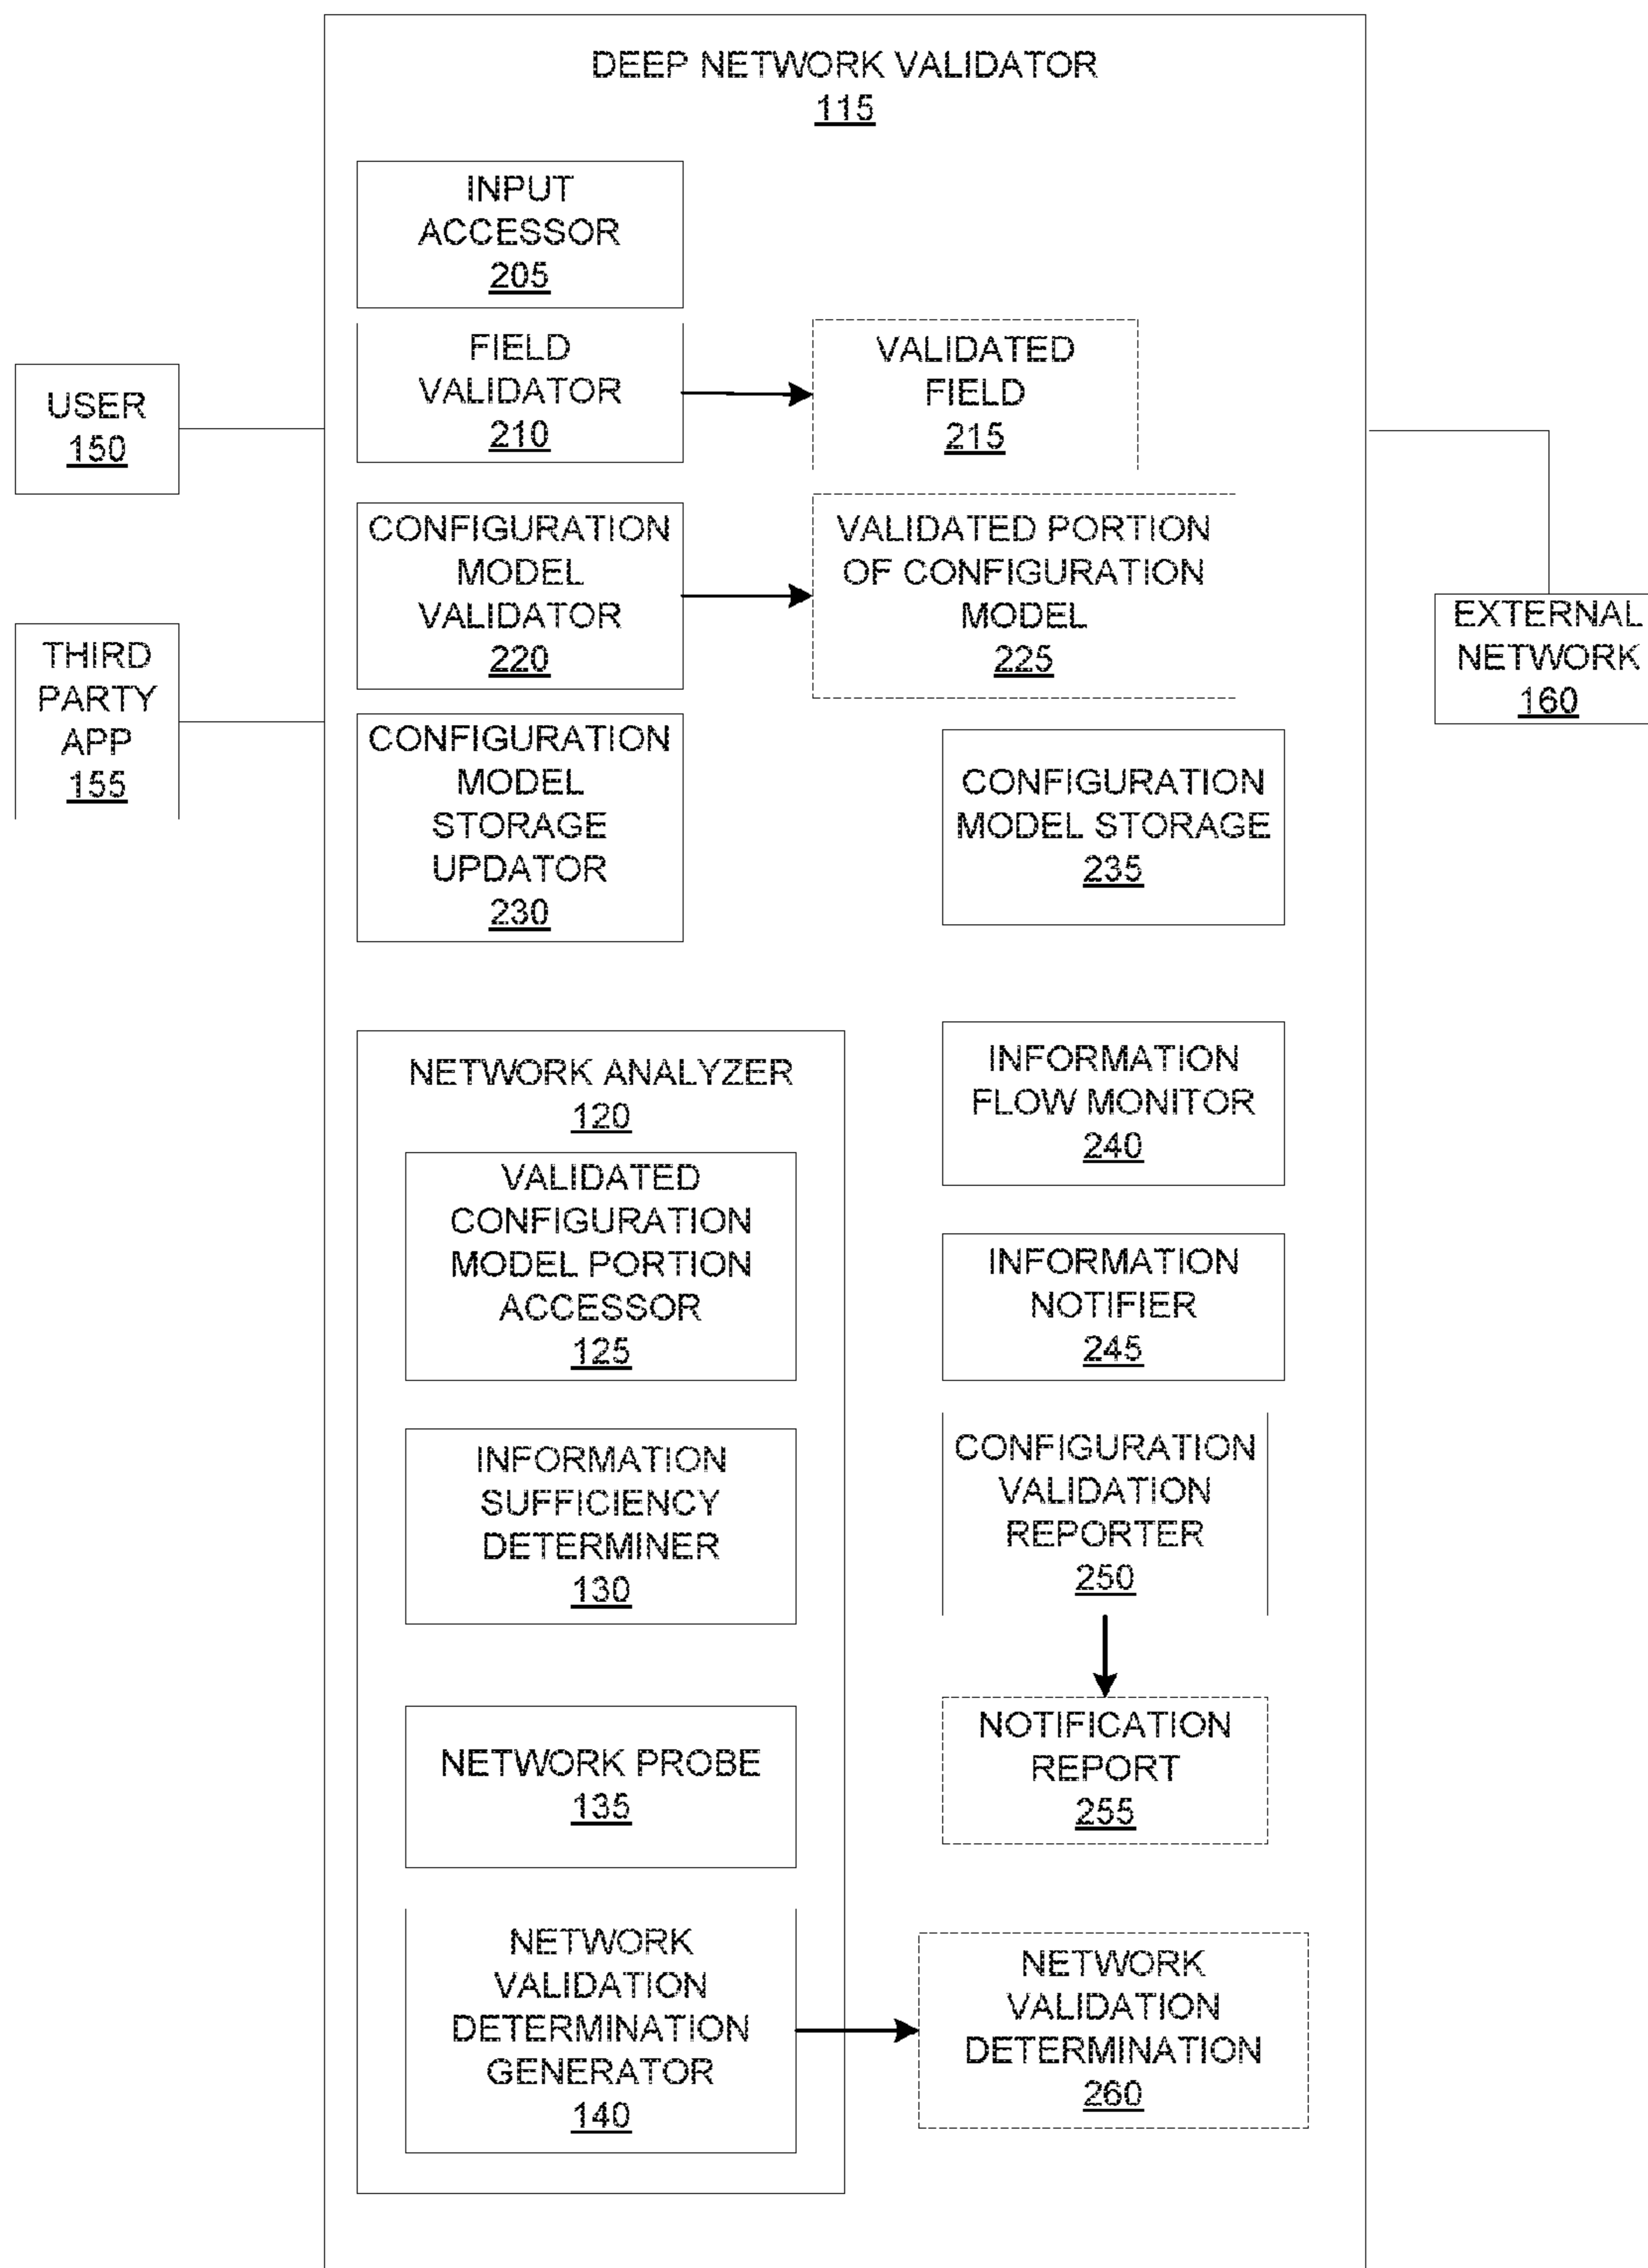 DEEP NETWORK VALIDATOR
115
INPUT
ACCESSOR
205
FIELD
VALIDATOR
210
VALIDATED
FIELD
215
USER
150
CONFIGURATION
MODEL
VALIDATOR
220
VALIDATED PORTION
OF CONFIGURATION
MODEL
225
EXTERNAL
NETWORK
160
THIRD
PARTY
APP
155
CONFIGURATION
MODEL
STORAGE
UPDATOR
230
CONFIGURATION
MODEL STORAGE
235
NETWORK ANALYZER
120
VALIDATED
CONFIGURATION
MODEL PORTION
ACCESSOR
125
INFORMATION
SUFFICIENCY
DETERMINER
130
NETWORK PROBE
135
NETWORK
VALIDATION
DETERMINATION
GENERATOR
140
INFORMATION
FLOW MONITOR
240
INFORMATION
NOTIFIER
245
CONFIGURATION
VALIDATION
REPORTER
250
NOTIFICATION
REPORT
255
NETWORK
VALIDATION
DETERMINATION
260